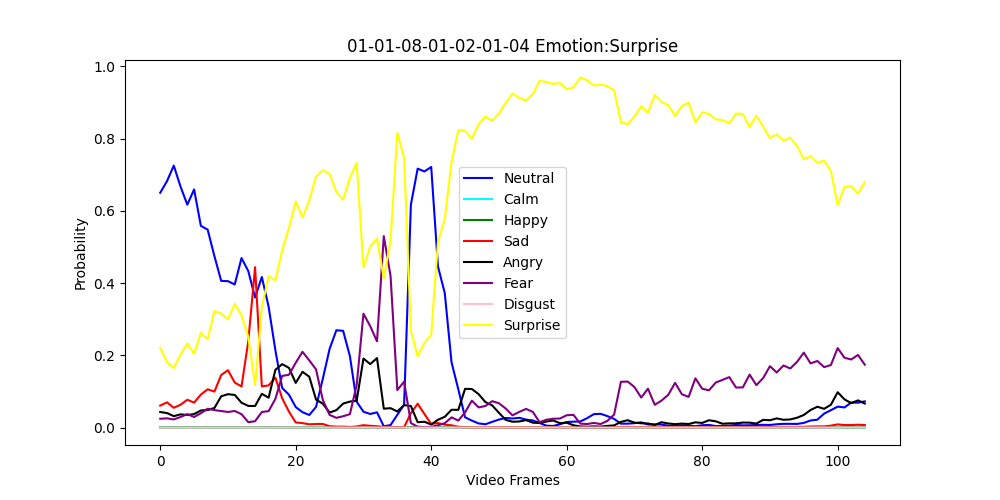 01-01-08-01-02-01-04 Emotion:Surprise
Probability
1.0
0.8
0.6
0.4
0.2
0.0
Neutral
Calm
Happy
Sad
Angry
Fear
Disgust
Surprise
0 20 40 60 80 100
Video Frames